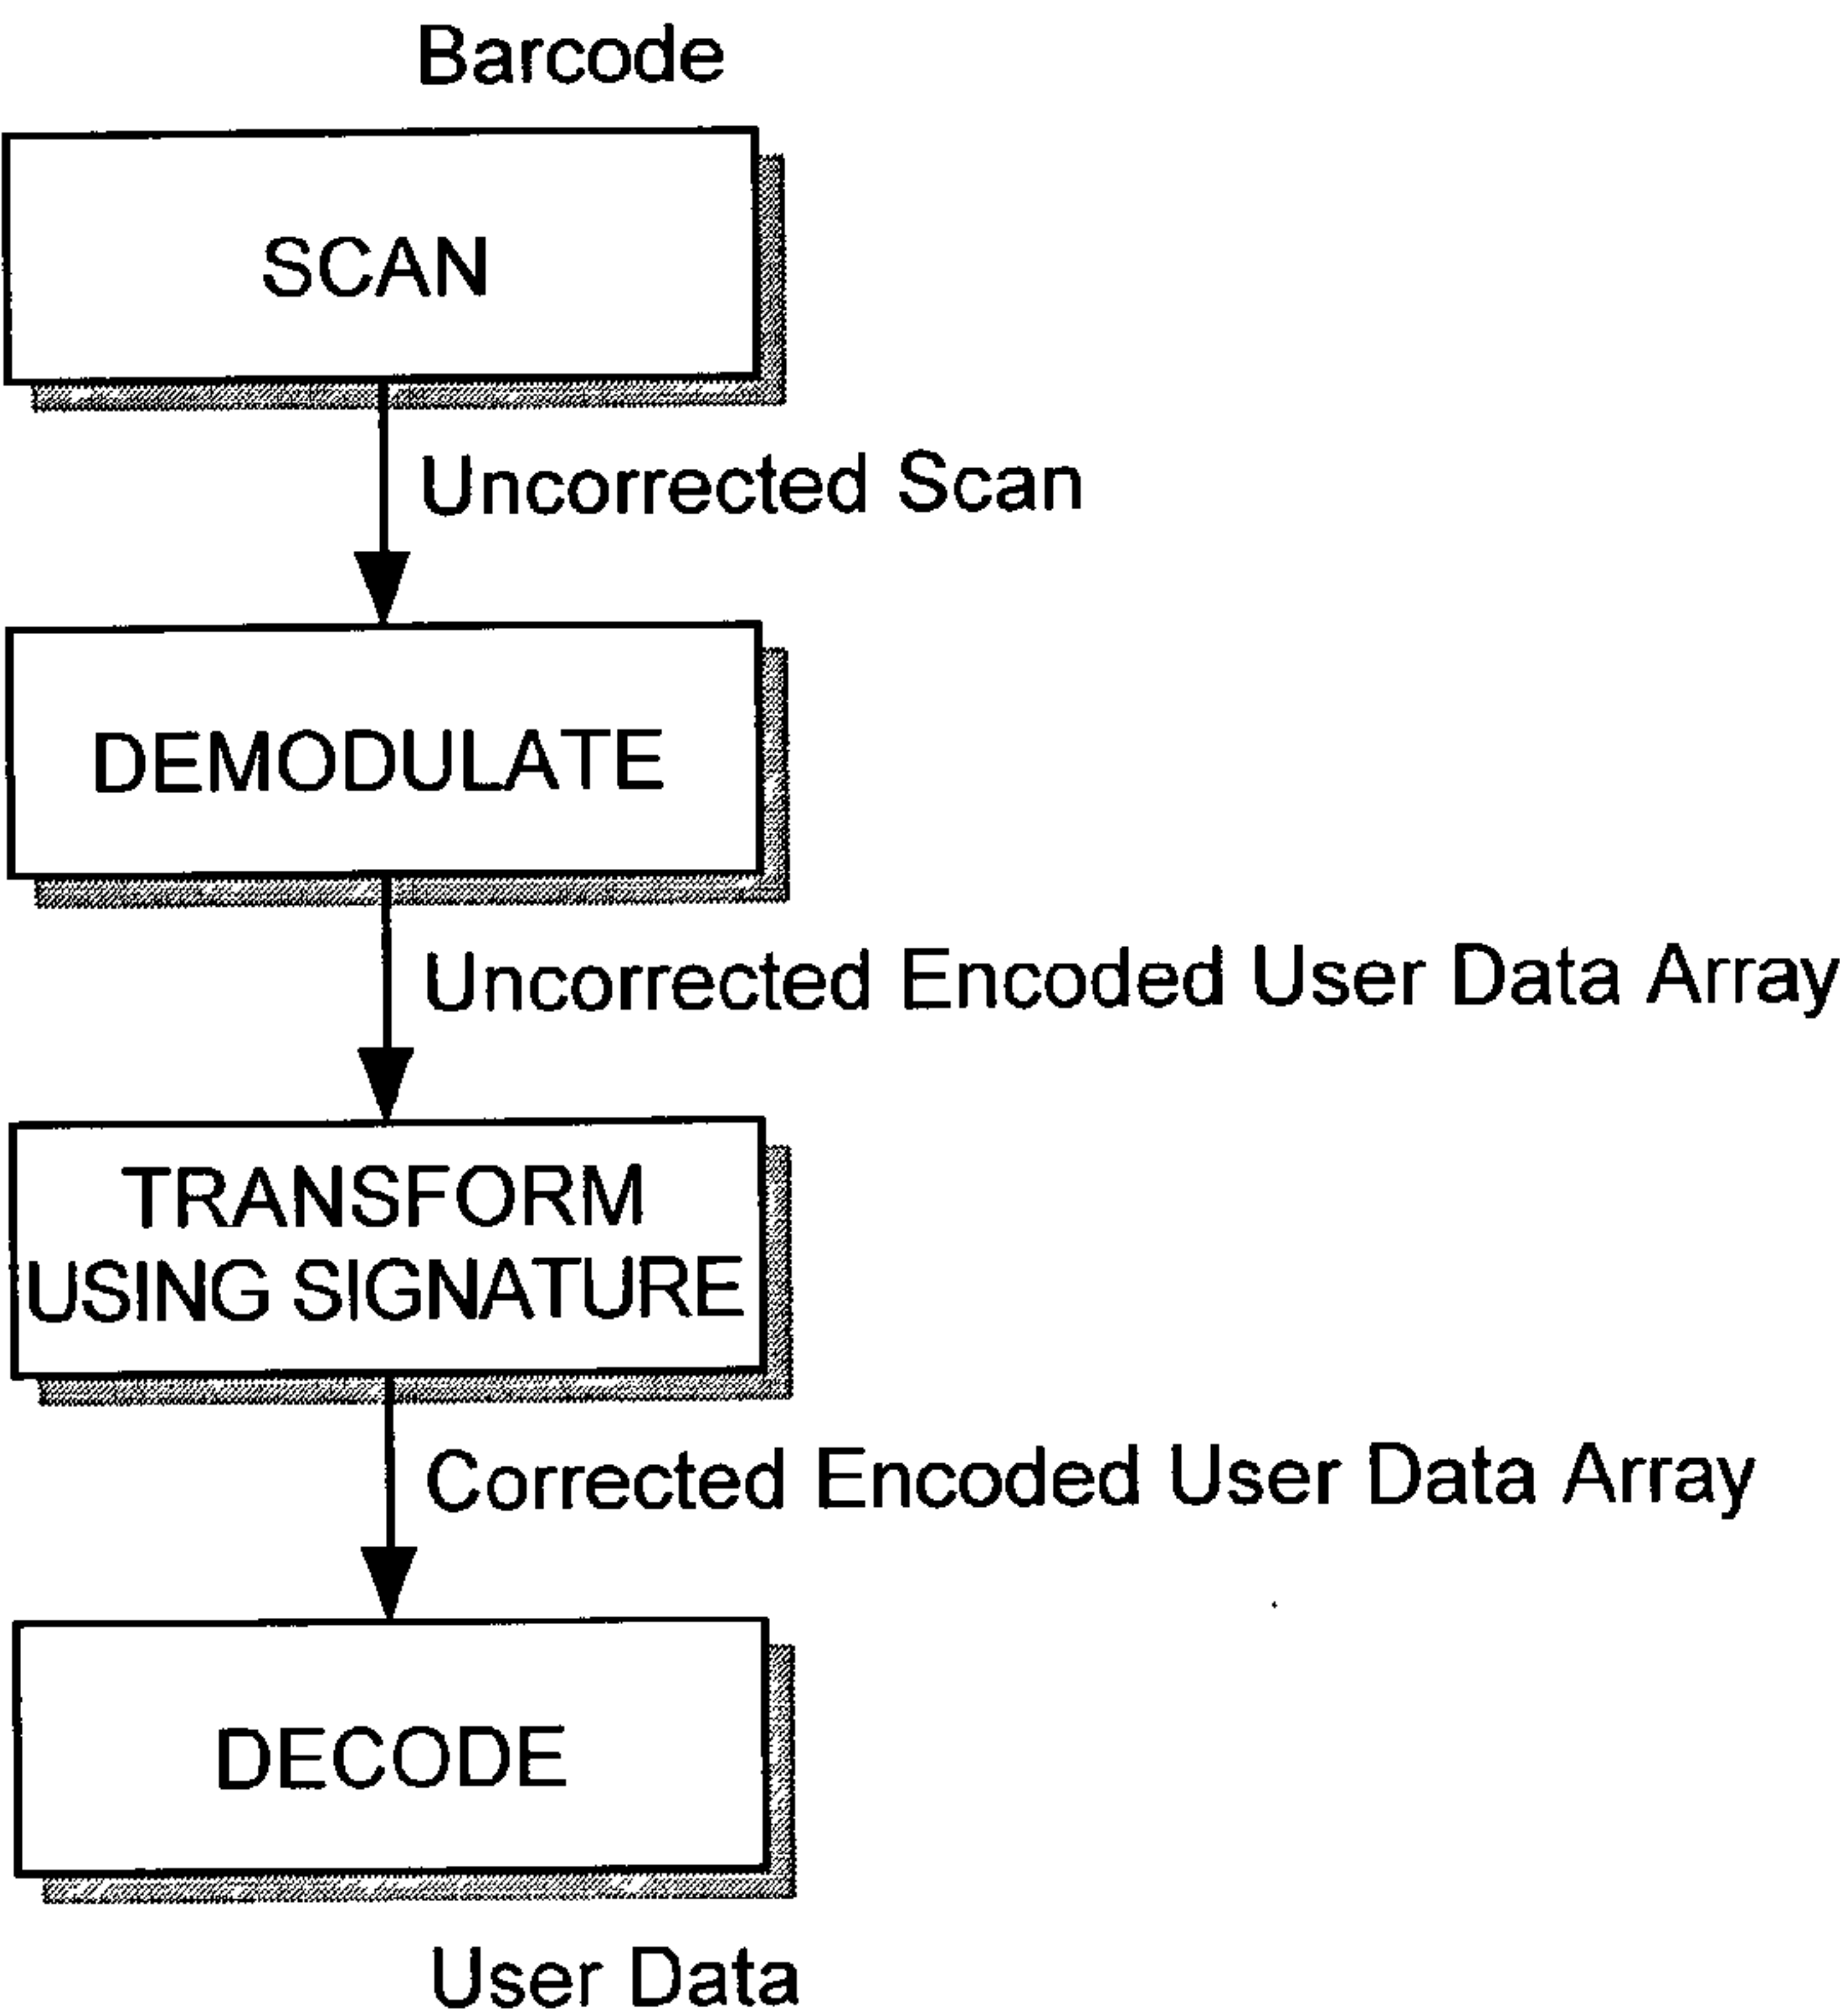 Barcode
SCAN
Uncorrected Scan
DEMODULATE
Uncorrected Encoded User Data Array
TRANSFORM
USING SIGNATURE
Corrected Encoded User Data Array
DECODE
User Data